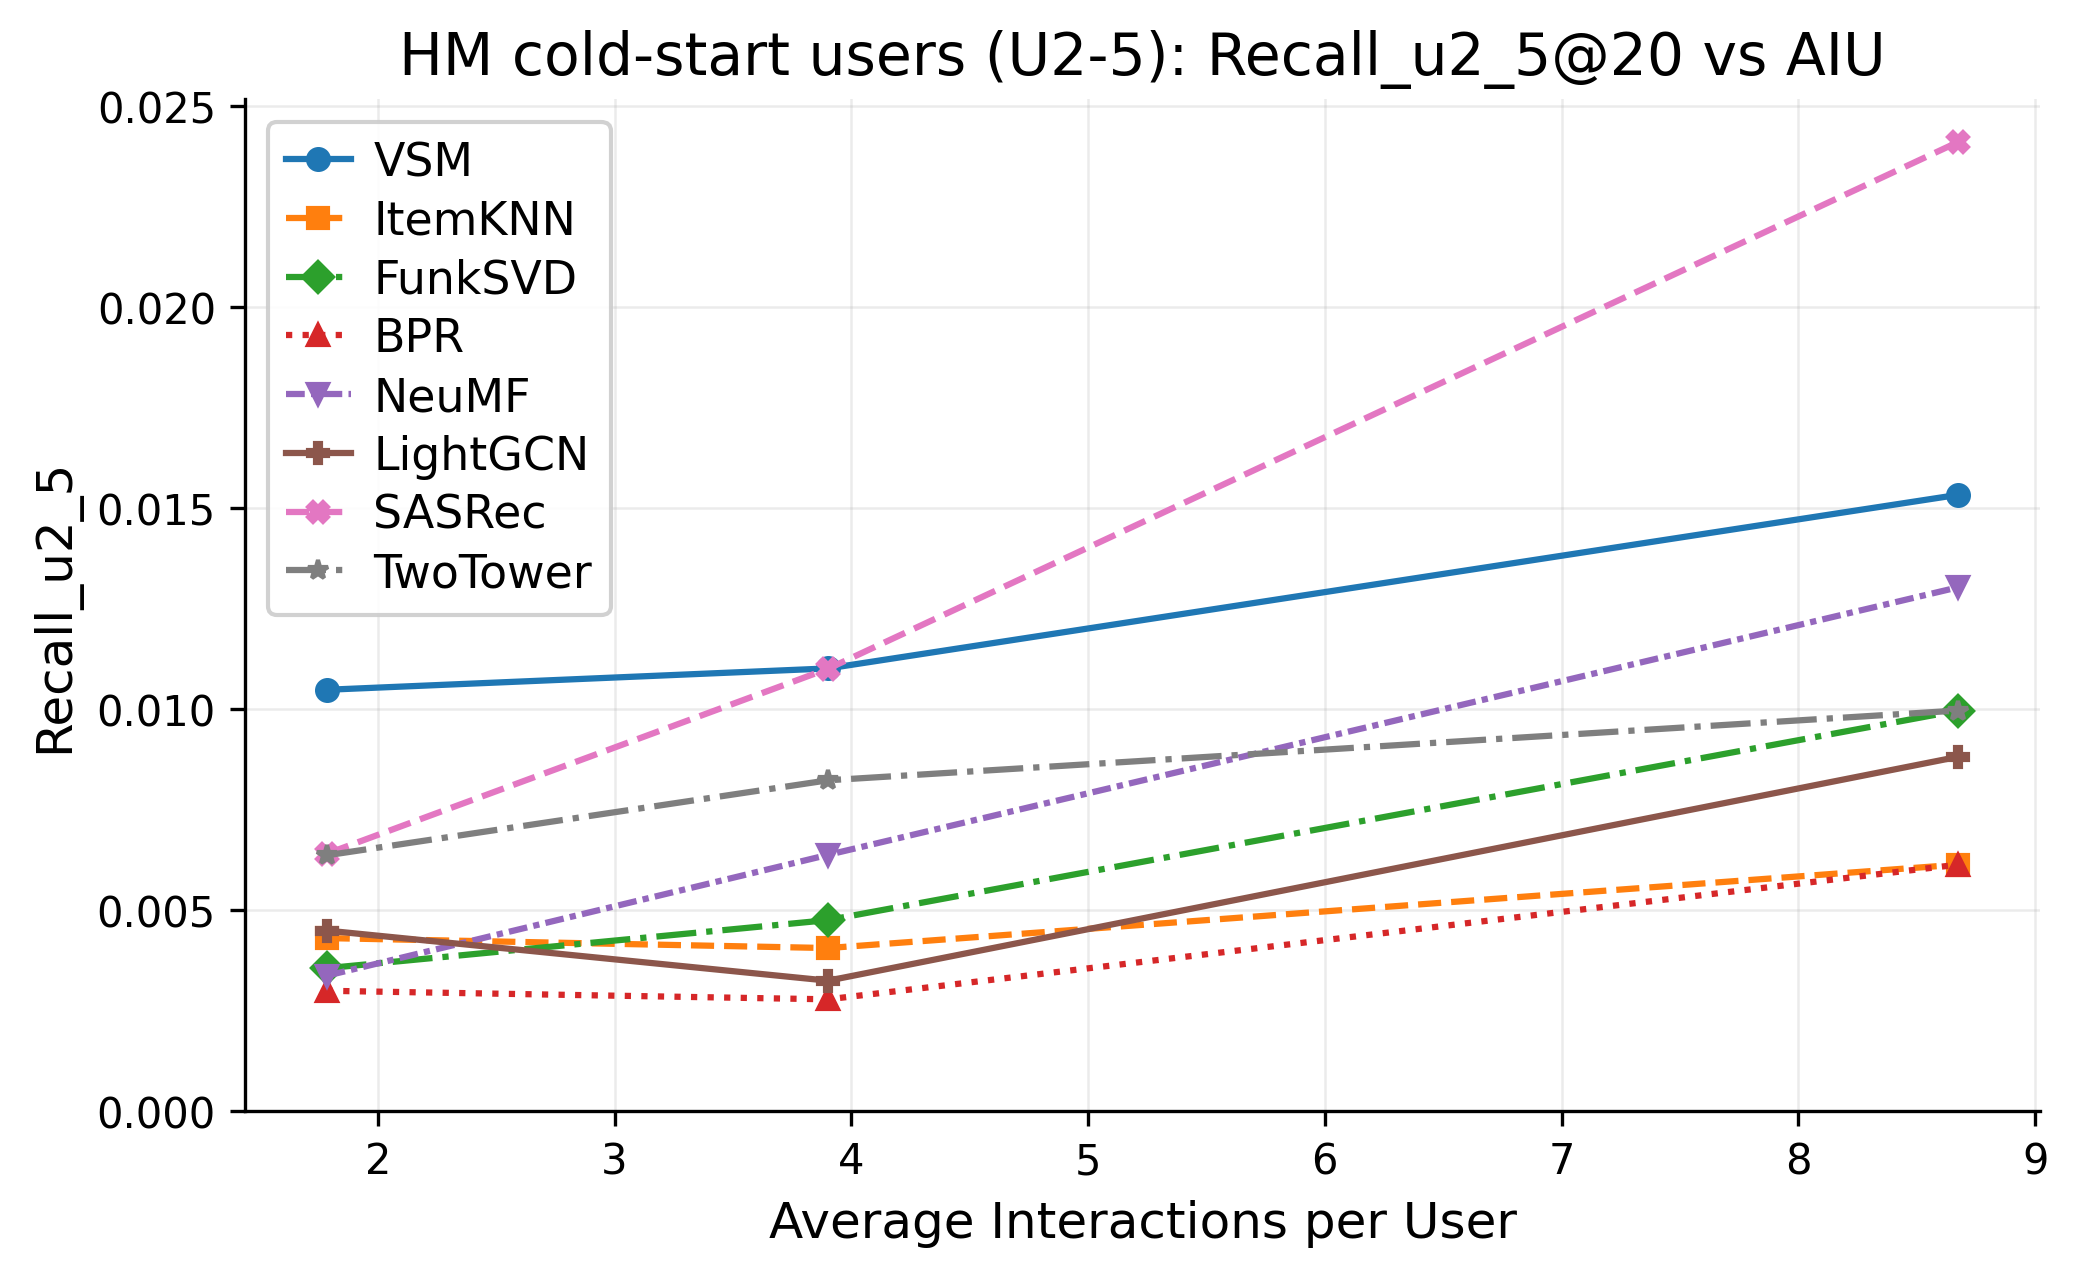 HM cold-start users (U2-5): Recall_u2_5@20 vs AIU
0.025
0.020
0.015
0.010
0.005
0.000
Recall_u2_5
VSM
ItemKNN
FunkSVD
BPR
NeuMF
LightGCN
SASRec
TwoTower
2 3 4 5 6 7 8 9
Average Interactions per User